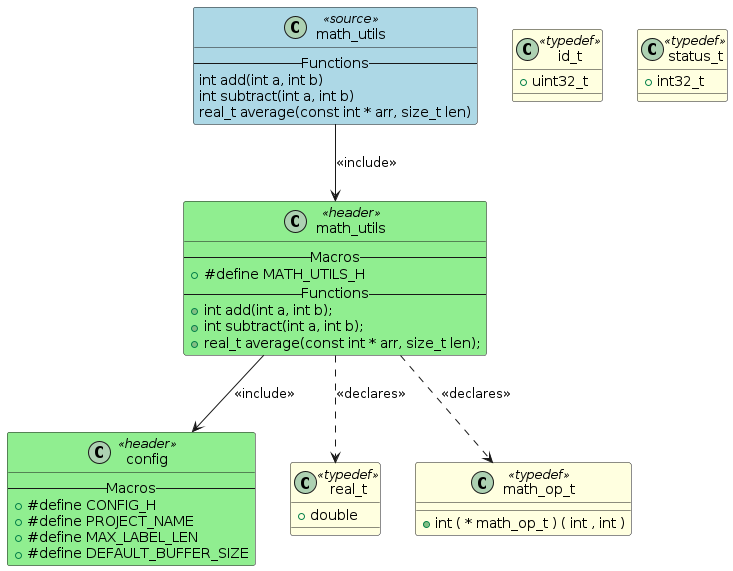 C «source»
math_utils
Functions
int add(int a, int b)
int subtract(int a, int b)
real_t average(const int * arr, size_t len)
C «typedef»
id_t
uint32_t
C «typedef»
status_t
int32_t
«include»
C «header»
math_utils
Macros
#define MATH_UTILS_H
Functions
int add(int a, int b);
int subtract(int a, int b);
real_t average(const int * arr, size_t len);
«include»
«declares»
«declares»
C «header»
config
Macros
#define CONFIG_H
#define PROJECT_NAME
#define MAX_LABEL_LEN
#define DEFAULT_BUFFER_SIZE
C «typedef»
real_t
double
C «typedef»
math_op_t
int ( * math_op_t ) ( int , int )